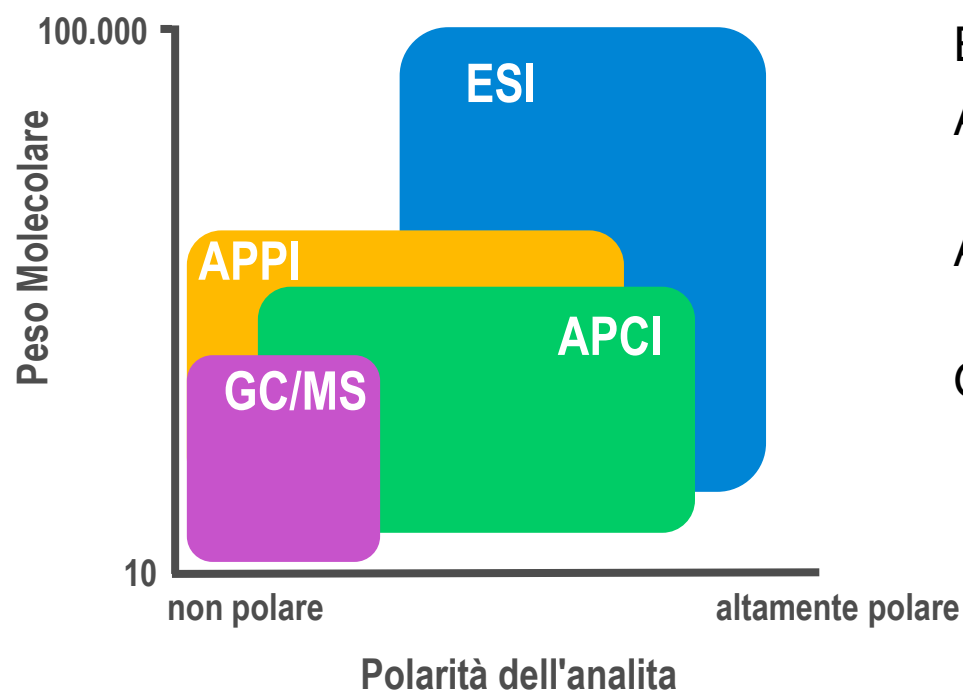 100.000
Peso Molecolare
ESI
APPI
APCI
GC/MS
10
non polare
altamente polare
Polarità dell'analita